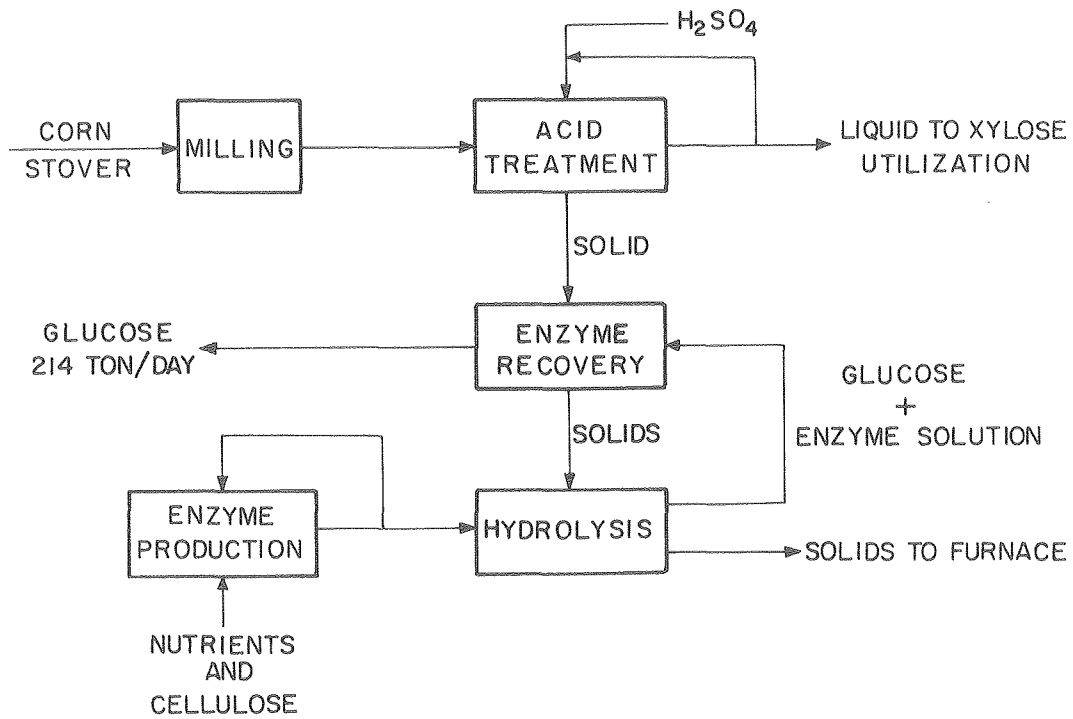 H₂SO₄
CORN
STOVER
MILLING
ACID
TREATMENT
LIQUID TO XYLOSE
UTILIZATION
SOLID
GLUCOSE
214 TON/DAY
ENZYME
RECOVERY
GLUCOSE
+
ENZYME SOLUTION
SOLIDS
ENZYME
PRODUCTION
HYDROLYSIS
SOLIDS TO FURNACE
NUTRIENTS
AND
CELLULOSE